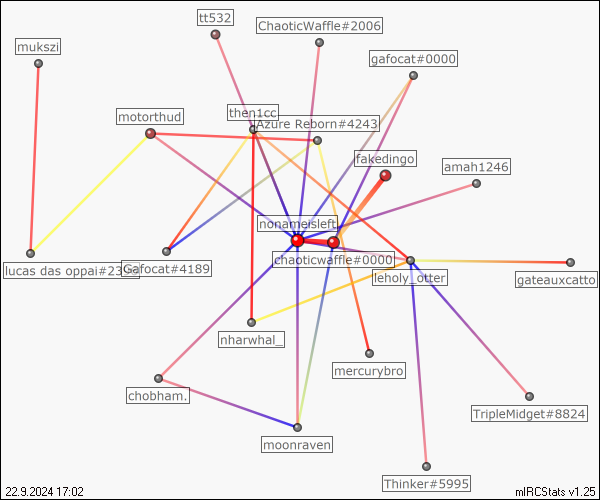 tt532
ChaoticWaffle#2006
mukszi
gafocat#0000
motorthud
then1cc
Azure Reborn#4243
fakedingo
amah1246
nonameisleft
lucas das oppai#23
Gafocat#4189
chaoticwaffle#0000
leholy_otter
gateauxcatto
nharwhal_
mercurybro
chobham.
TripleMidget#8824
moonraven
Thinker#5995
22.9.2024 17:02
mIRCStats v1.25